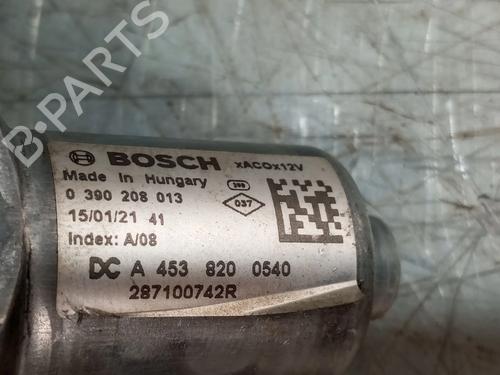 B-PARTS
BOSCH xACOx12V
Made in Hungary
0 390 208 013
15/01/21 41
Index: A/08
037
DC A 453 820 0540
287100742R